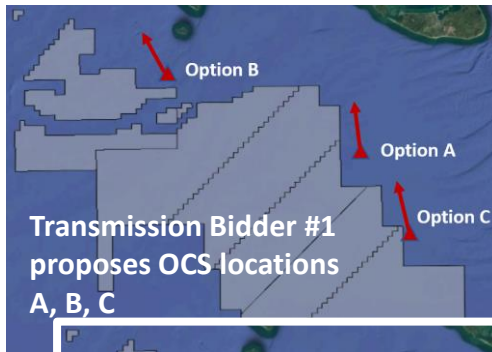 Option B
Option A
Option C
Transmission Bidder #1
proposes OCS locations
A, B, C